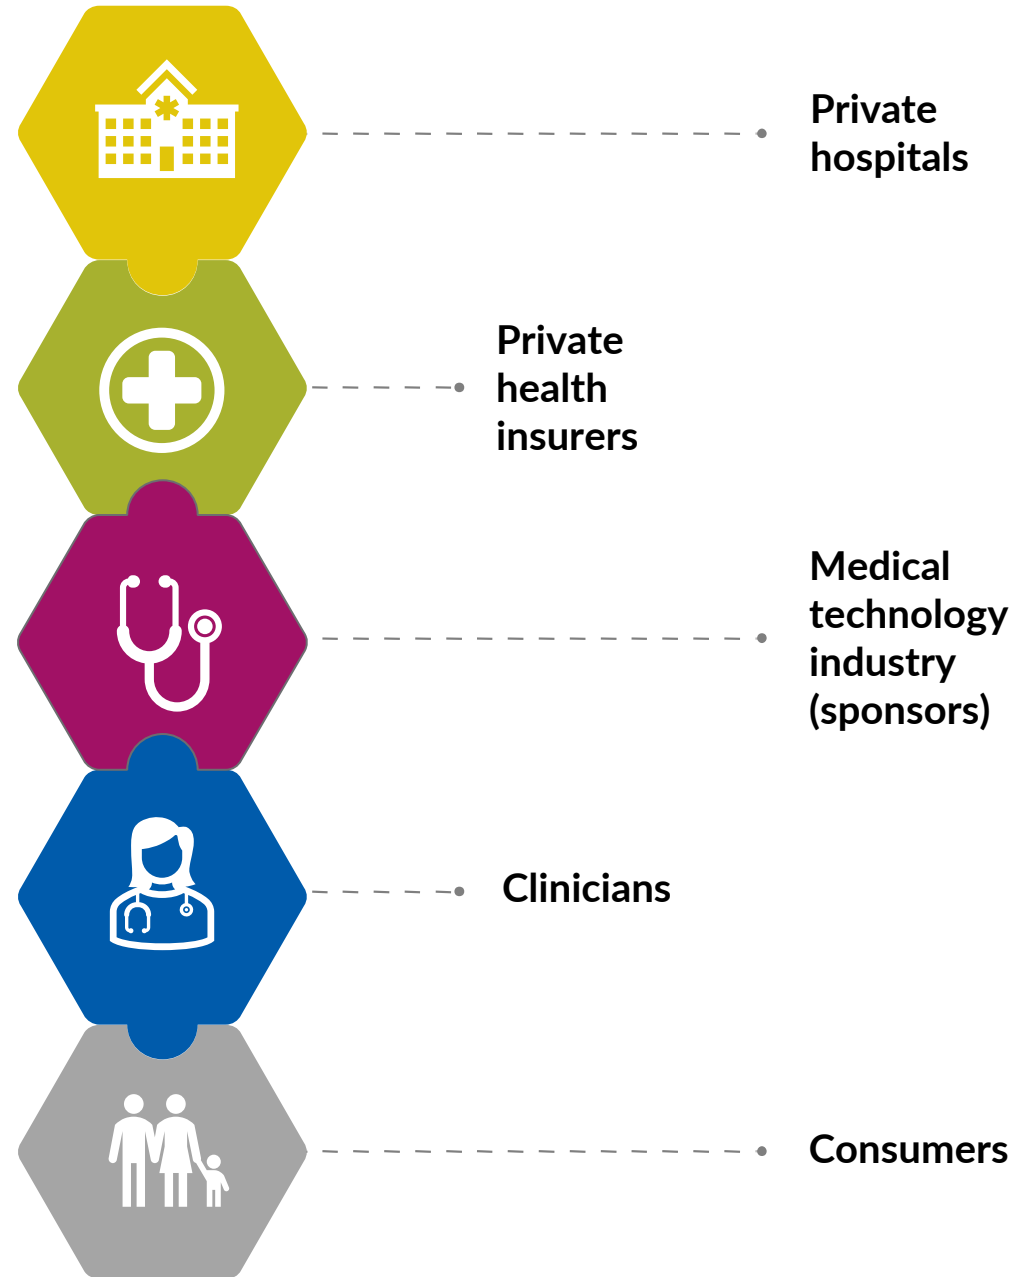 Private
hospitals
Private
health
insurers
Medical
technology
industry
(sponsors)
Clinicians
Consumers